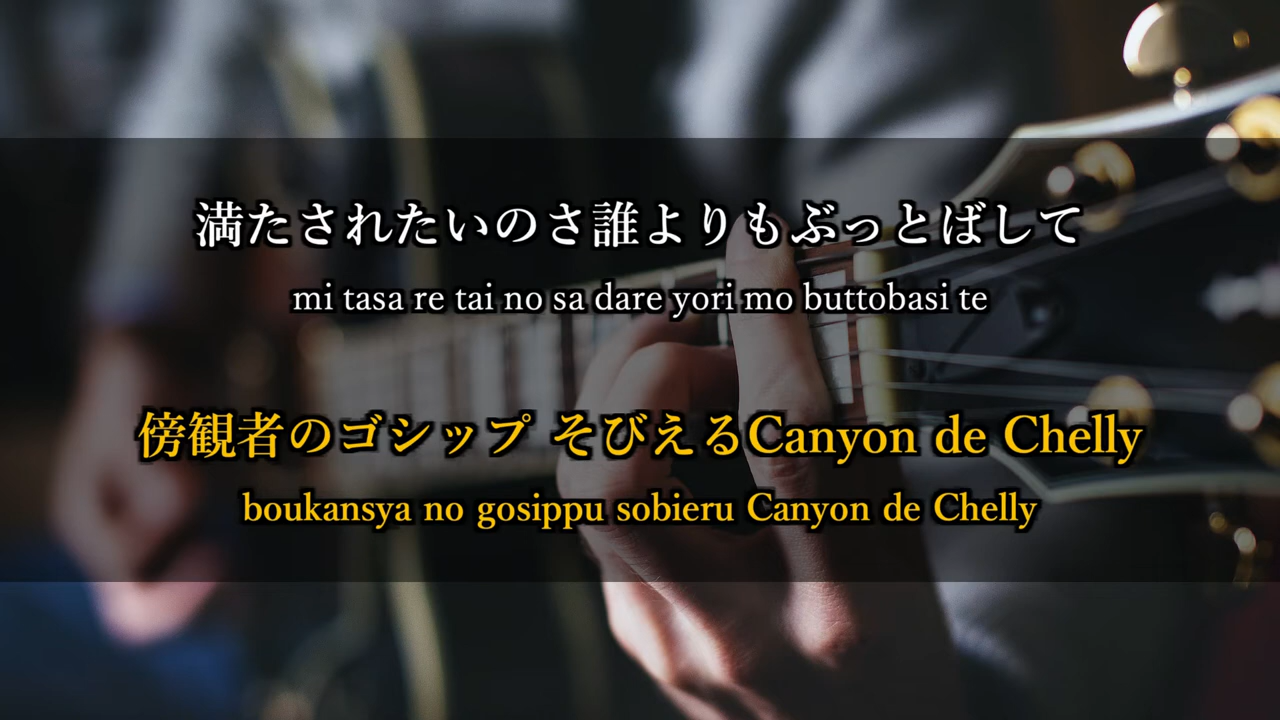 満たされたいのさ誰よりもぶっとばして
mi tasa re tai no sa dare yori mo buttobasi te
傍観者のゴシップ そびえるCanyon de Chelly
boukansya no gosippu sobieru Canyon de Chelly